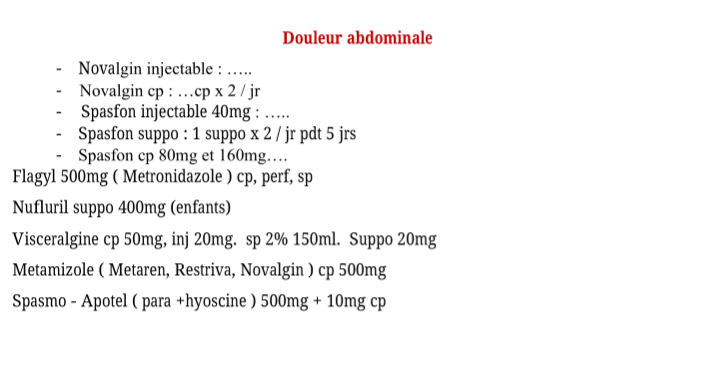 Douleur abdominale
- Novalgin injectable : …..
- Novalgin cp : …cp x 2 / jr
- Spasfon injectable 40mg : …..
- Spasfon suppo : 1 suppo x 2 / jr pdt 5 jrs
- Spasfon cp 80mg et 160mg….
Flagyl 500mg ( Metronidazole ) cp, perf, sp
Nufluril suppo 400mg (enfants)
Visceralgine cp 50mg, inj 20mg. sp 2% 150ml. Suppo 20mg
Metamizole ( Metaren, Restriva, Novalgin ) cp 500mg
Spasmo - Apotel ( para +hyoscine ) 500mg + 10mg cp